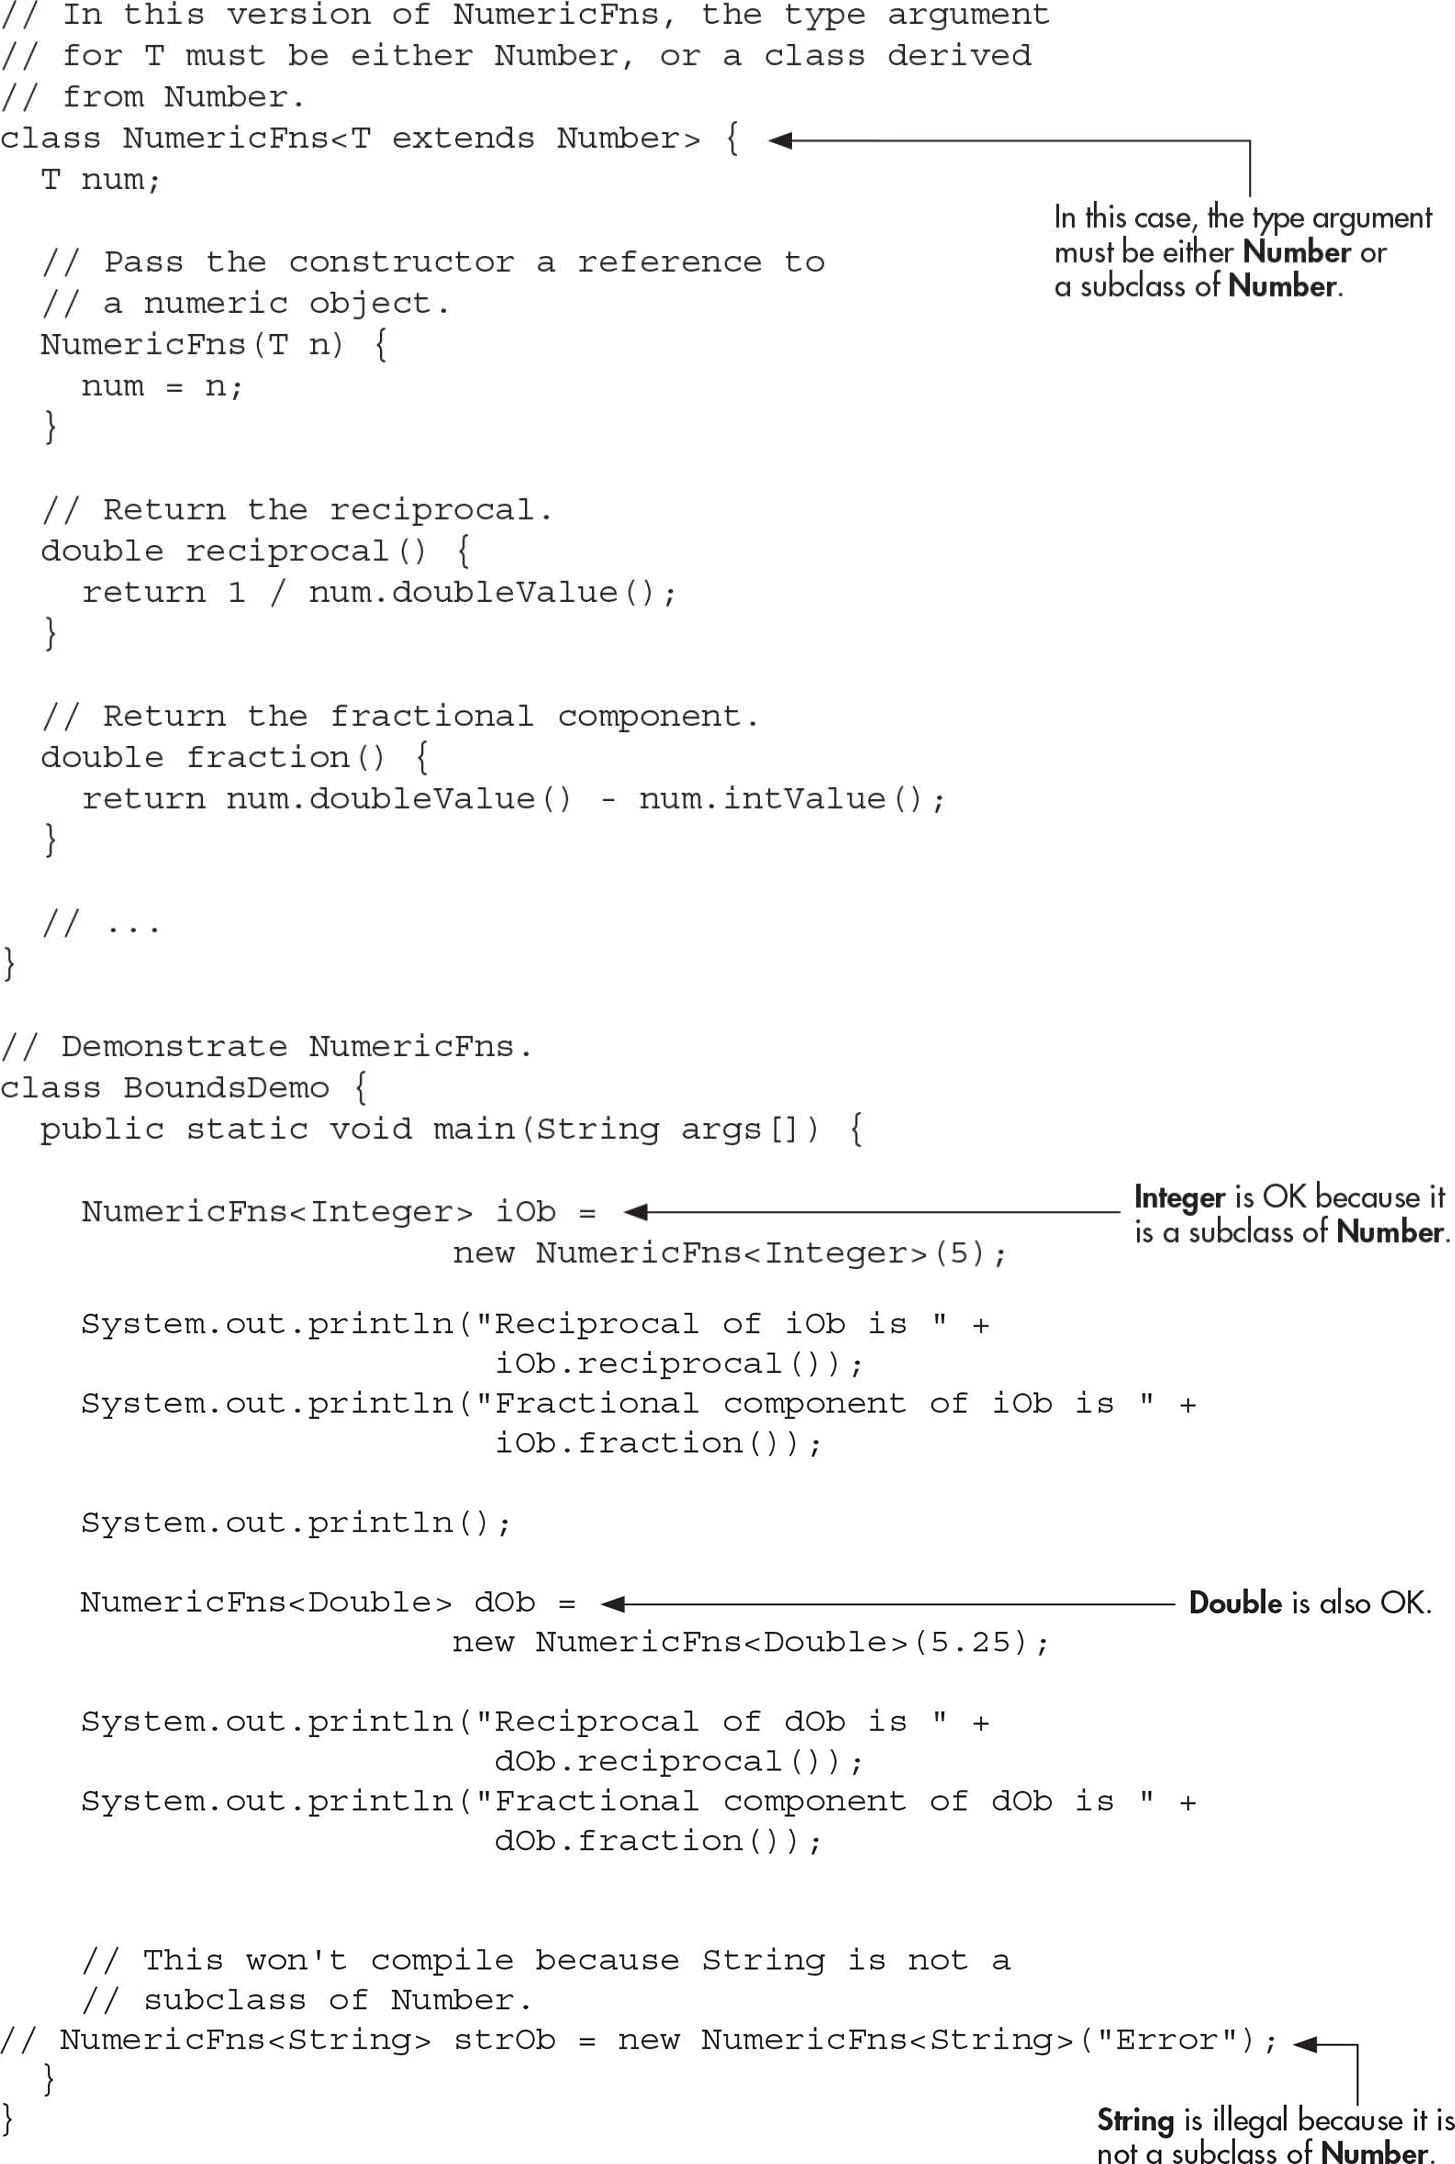 // In this version of NumericFns, the type argument
// for T must be either Number, or a class derived
// from Number.
class NumericFns<T extends Number> {
  T num;
In this case, the type argument
must be either Number or
a subclass of Number.
  // Pass the constructor a reference to
  // a numeric object.
  NumericFns(T n) {
    num = n;
  }
  // Return the reciprocal.
  double reciprocal() {
    return 1 / num.doubleValue();
  }
  // Return the fractional component.
  double fraction() {
    return num.doubleValue() - num.intValue();
  }
  // ...
}
// Demonstrate NumericFns.
class BoundsDemo {
  public static void main(String args[]) {
    NumericFns<Integer> iOb =
                      new NumericFns<Integer>(5);
Integer is OK because it
is a subclass of Number.
    System.out.println("Reciprocal of iOb is " +
                        iOb.reciprocal());
    System.out.println("Fractional component of iOb is " +
                        iOb.fraction());
    System.out.println();
    NumericFns<Double> dOb =
Double is also OK.
                      new NumericFns<Double>(5.25);
    System.out.println("Reciprocal of dOb is " +
                        dOb.reciprocal());
    System.out.println("Fractional component of dOb is " +
                        dOb.fraction());
    // This won't compile because String is not a
    // subclass of Number.
// NumericFns<String> strOb = new NumericFns<String>("Error");
  }
}
String is illegal because it is
not a subclass of Number.